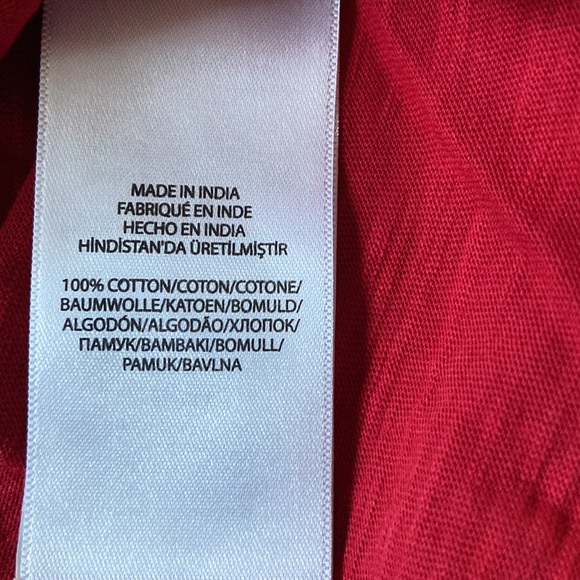 MADE IN INDIA
FABRIQUÉ EN INDE
HECHO EN INDIA
HİNDİSTAN'DA ÜRETİLMİŞTİR
100% COTTON/COTON/COTONE/
BAUMWOLLE/KATOEN/BOMULD/
ALGODÓN/ALGODÃO/ХЛОПОК/
ПАМУК/BAMBAKI/BOMULL/
PAMUK/BAVLNA